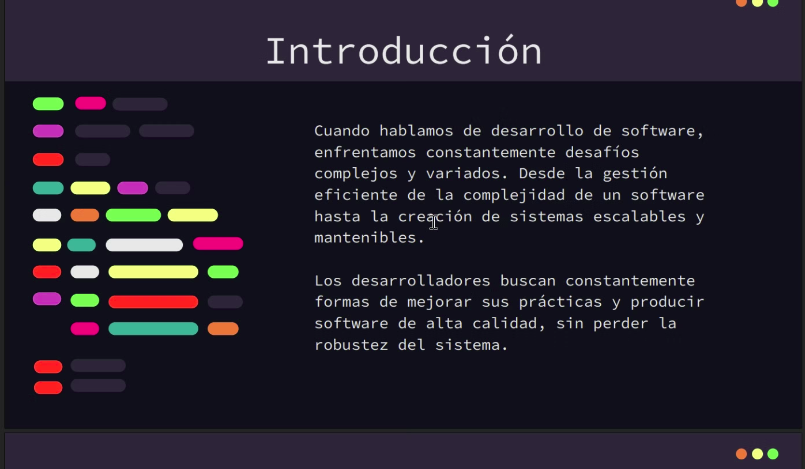 Introducción
Cuando hablamos de desarrollo de software,
enfrentamos constantemente desafíos
complejos y variados. Desde la gestión
eficiente de la complejidad de un software
hasta la creación de sistemas escalables y
mantenibles.
Los desarrolladores buscan constantemente
formas de mejorar sus prácticas y producir
software de alta calidad, sin perder la
robustez del sistema.